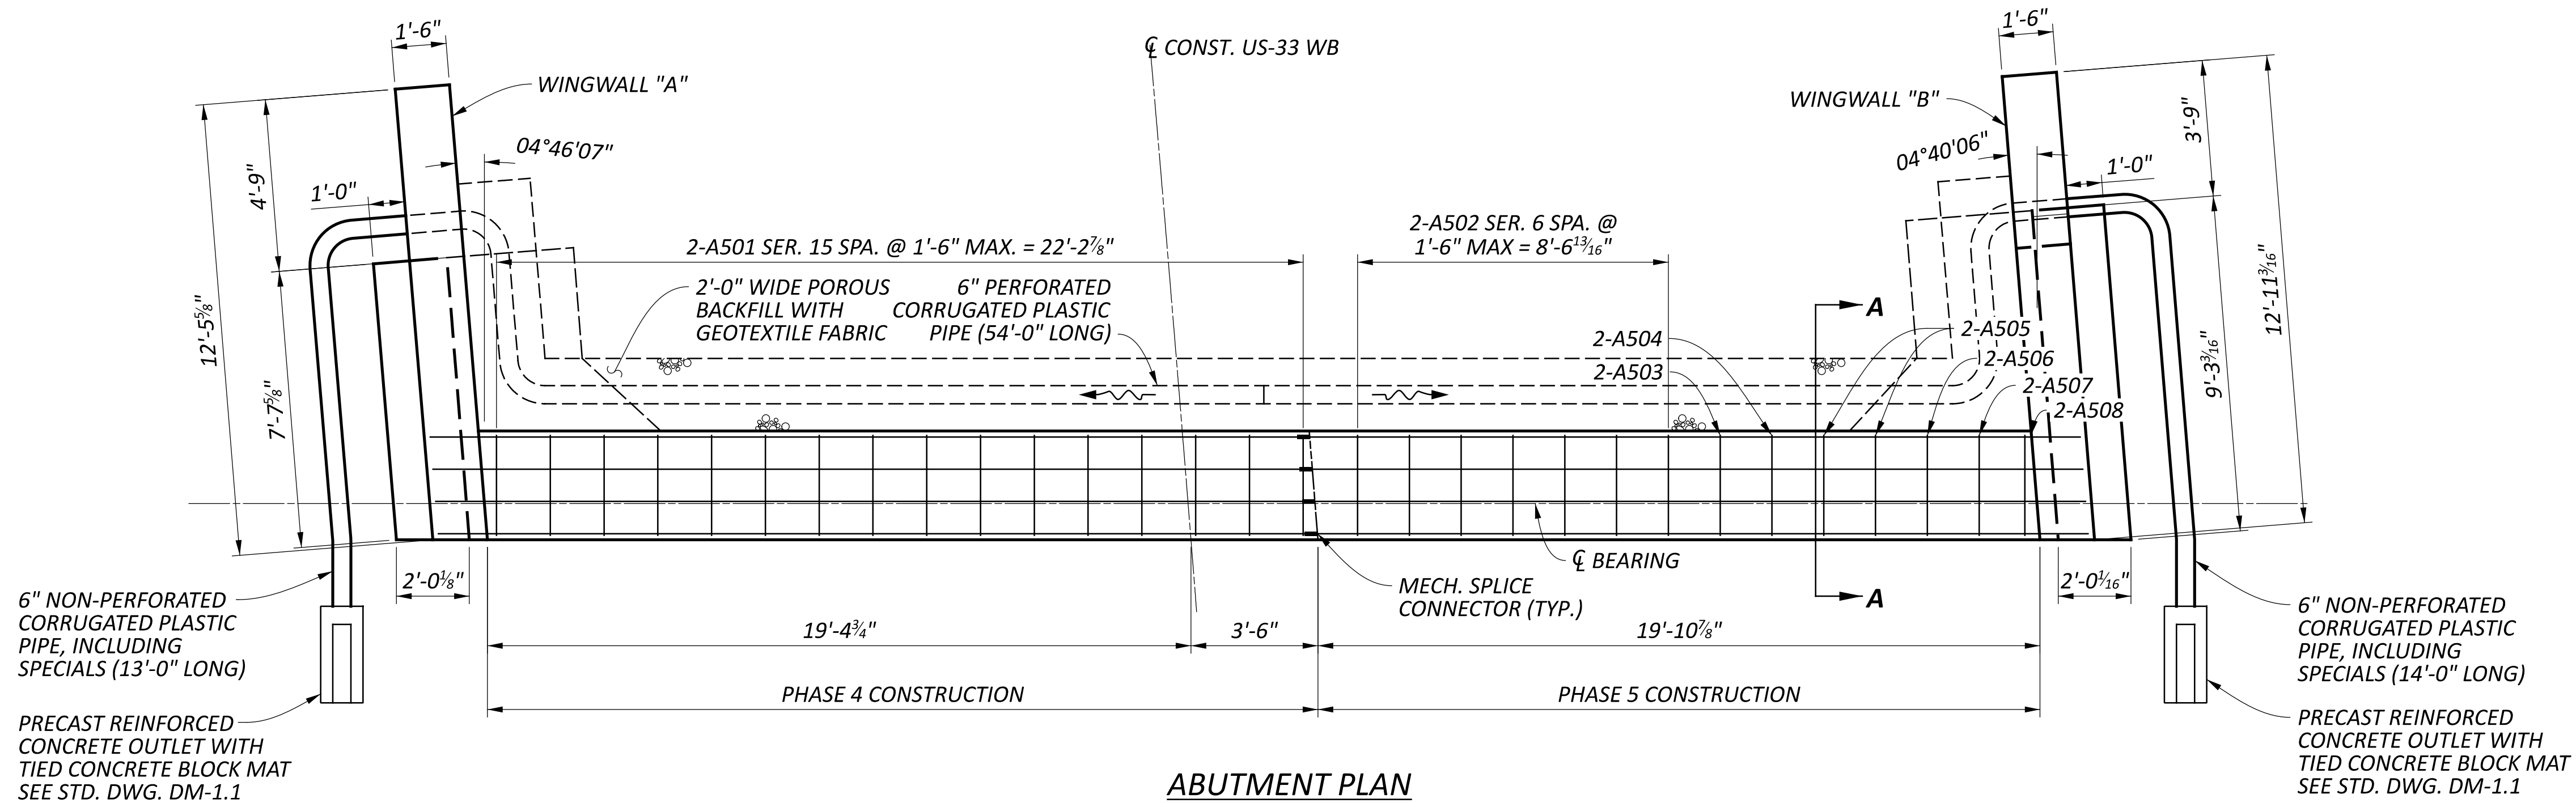 1'-6"
℄ CONST. US-33 WB
1'-6"
WINGWALL "A"
WINGWALL "B"
04°46'07"
04°40'06"
4'-9"
1'-0"
3'-9"
1'-0"
12'-5⅝"
7'-7⅝"
2-A501 SER. 15 SPA. @ 1'-6" MAX. = 22'-2⅞"
2-A502 SER. 6 SPA. @
1'-6" MAX = 8'-6¹³⁄₁₆"
12'-11³⁄₁₆"
9'-3³⁄₁₆"
2'-0" WIDE POROUS
BACKFILL WITH
GEOTEXTILE FABRIC
6" PERFORATED
CORRUGATED PLASTIC
PIPE (54'-0" LONG)
A
2-A504
2-A503
2-A505
2-A506
2-A507
2-A508
℄ BEARING
MECH. SPLICE
CONNECTOR (TYP.)
A
2'-0⅛"
2'-0¹⁄₁₆"
6" NON-PERFORATED
CORRUGATED PLASTIC
PIPE, INCLUDING
SPECIALS (13'-0" LONG)
19'-4¾"
3'-6"
19'-10⅞"
6" NON-PERFORATED
CORRUGATED PLASTIC
PIPE, INCLUDING
SPECIALS (14'-0" LONG)
PHASE 4 CONSTRUCTION
PHASE 5 CONSTRUCTION
PRECAST REINFORCED
CONCRETE OUTLET WITH
TIED CONCRETE BLOCK MAT
SEE STD. DWG. DM-1.1
PRECAST REINFORCED
CONCRETE OUTLET WITH
TIED CONCRETE BLOCK MAT
SEE STD. DWG. DM-1.1
ABUTMENT PLAN